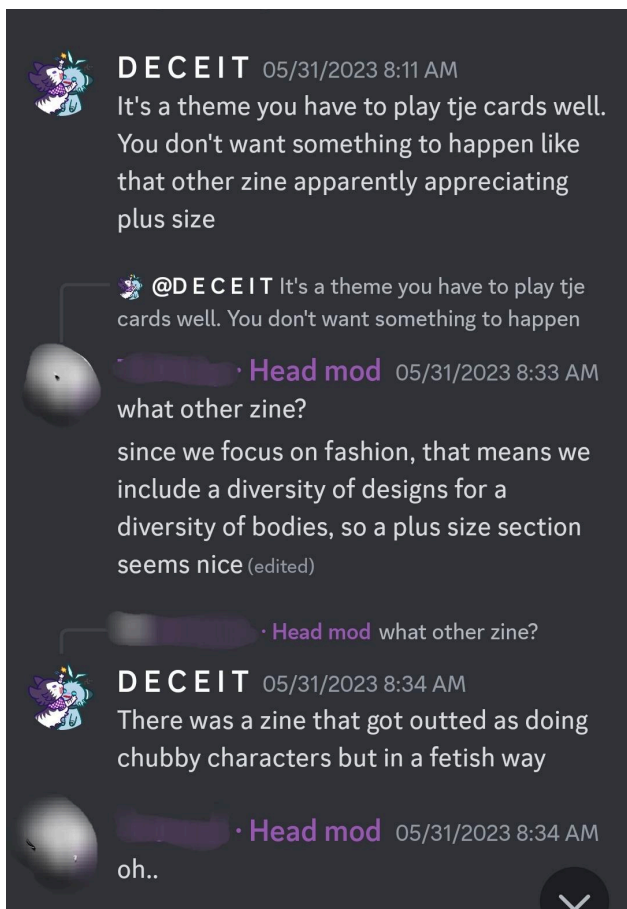 D E C E I T 05/31/2023 8:11 AM
It's a theme you have to play tje cards well.
You don't want something to happen like
that other zine apparently appreciating
plus size
@D E C E I T It's a theme you have to play tje
cards well. You don't want something to happen
· Head mod 05/31/2023 8:33 AM
what other zine?
since we focus on fashion, that means we
include a diversity of designs for a
diversity of bodies, so a plus size section
seems nice (edited)
· Head mod what other zine?
D E C E I T 05/31/2023 8:34 AM
There was a zine that got outted as doing
chubby characters but in a fetish way
· Head mod 05/31/2023 8:34 AM
oh..